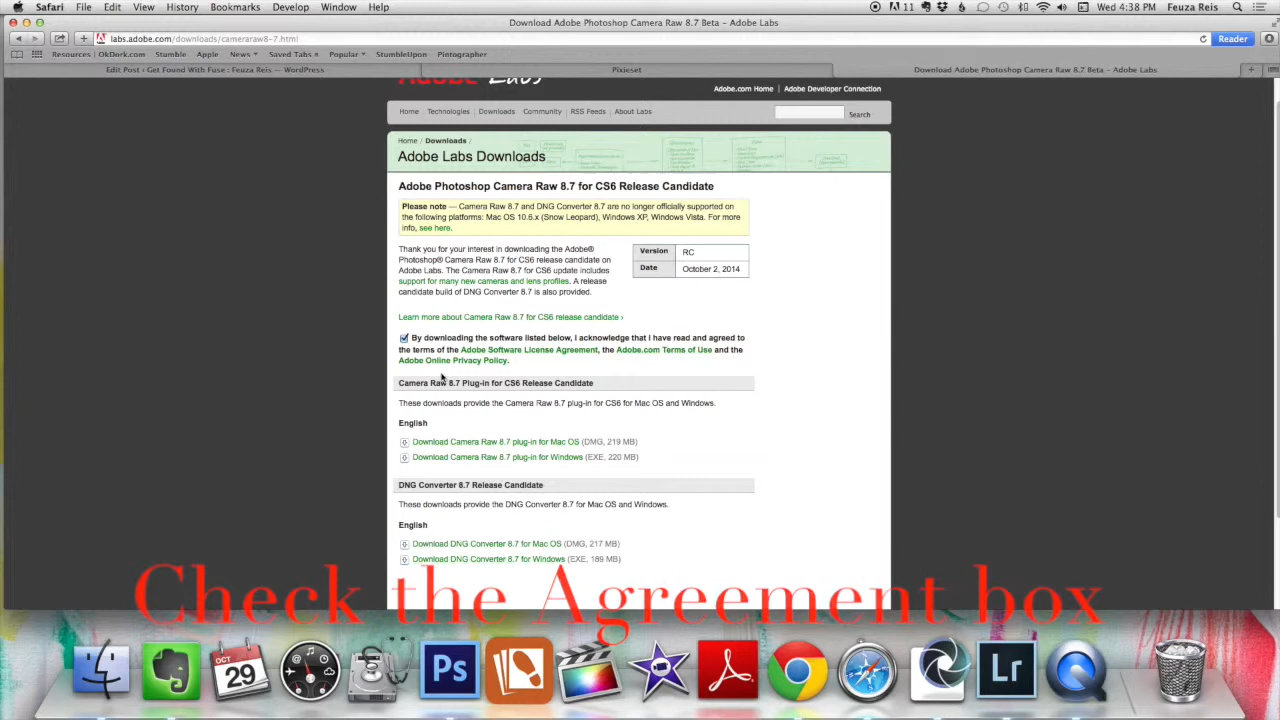 Safari File Edit View History Bookmarks Develop Window Help
11
Wed 4:38 PM Feuza Reis
Download Adobe Photoshop Camera Raw 8.7 Beta – Adobe Labs
labs.adobe.com/downloads/cameraraw8-7.html
Reader
Resources OkDork.com Stumble Apple News Saved Tabs Popular StumbleUpon Pintographer
Edit Post ‹ Get Found With Fuse : Feuza Reis — WordPress
Pixieset
Download Adobe Photoshop Camera Raw 8.7 Beta – Adobe Labs
Adobe Labs
Adobe.com Home | Adobe Developer Connection
Home Technologies Downloads Community RSS Feeds About Labs
Search
Home / Downloads /
Adobe Labs Downloads
Adobe Photoshop Camera Raw 8.7 for CS6 Release Candidate
Please note — Camera Raw 8.7 and DNG Converter 8.7 are no longer officially supported on
the following platforms: Mac OS 10.6.x (Snow Leopard), Windows XP, Windows Vista. For more
info, see here.
Thank you for your interest in downloading the Adobe®
Photoshop® Camera Raw 8.7 for CS6 release candidate on
Adobe Labs. The Camera Raw 8.7 for CS6 update includes
support for many new cameras and lens profiles. A release
candidate build of DNG Converter 8.7 is also provided.
Version RC
Date October 2, 2014
Learn more about Camera Raw 8.7 for CS6 release candidate ›
By downloading the software listed below, I acknowledge that I have read and agreed to
the terms of the Adobe Software License Agreement, the Adobe.com Terms of Use and the
Adobe Online Privacy Policy.
Camera Raw 8.7 Plug-in for CS6 Release Candidate
These downloads provide the Camera Raw 8.7 plug-in for CS6 for Mac OS and Windows.
English
Download Camera Raw 8.7 plug-in for Mac OS (DMG, 219 MB)
Download Camera Raw 8.7 plug-in for Windows (EXE, 220 MB)
DNG Converter 8.7 Release Candidate
These downloads provide the DNG Converter 8.7 for Mac OS and Windows.
English
Download DNG Converter 8.7 for Mac OS (DMG, 217 MB)
Download DNG Converter 8.7 for Windows (EXE, 189 MB)
Check the Agreement box
OCT
29
Ps
Lr